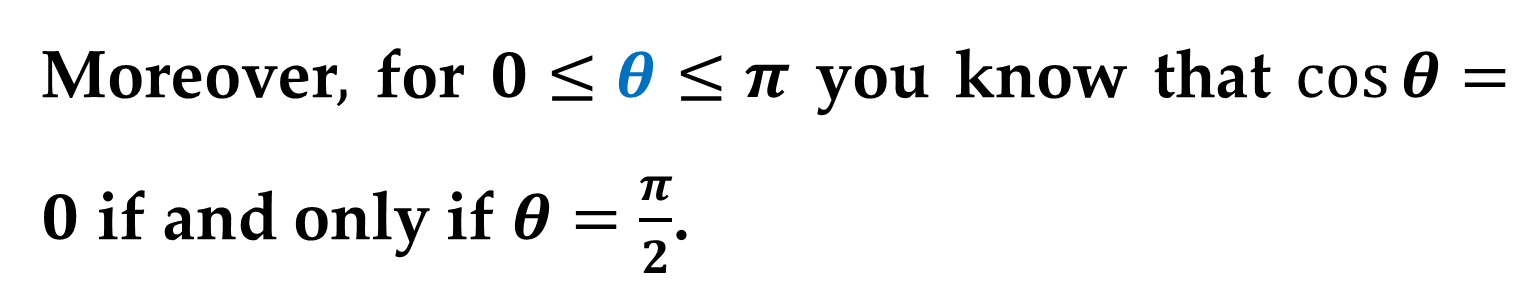 Moreover, for 0 ≤ θ ≤ π you know that cos θ =
0 if and only if θ = π/2.